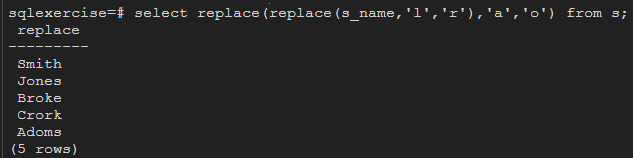 sqlexercise=# select replace(replace(s_name,'l','r'),'a','o') from s;
replace
---------
Smith
Jones
Broke
Crork
Adoms
(5 rows)